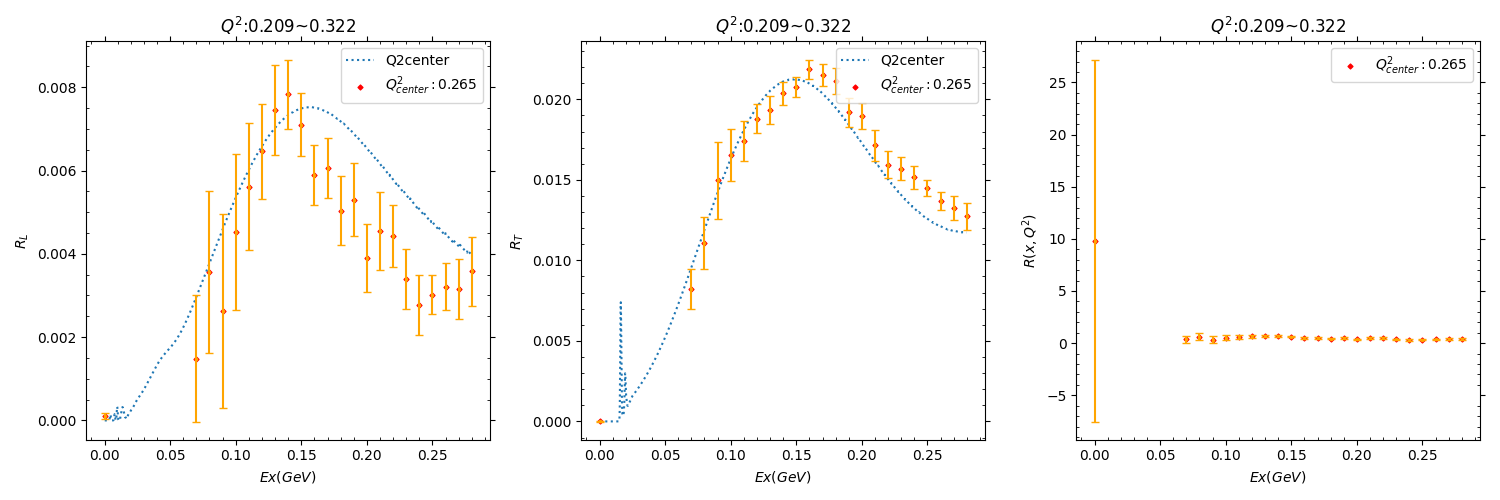 Q²:0.209~0.322
Q2center
Q²center : 0.265
0.008
0.006
0.004
0.002
0.000
R_L
0.00 0.05 0.10 0.15 0.20 0.25
Ex(GeV)
Q²:0.209~0.322
Q2center
Q²center : 0.265
0.020
0.015
0.010
0.005
0.000
R_T
0.00 0.05 0.10 0.15 0.20 0.25
Ex(GeV)
Q²:0.209~0.322
Q²center : 0.265
25
20
15
10
5
0
−5
R(x, Q²)
0.00 0.05 0.10 0.15 0.20 0.25
Ex(GeV)